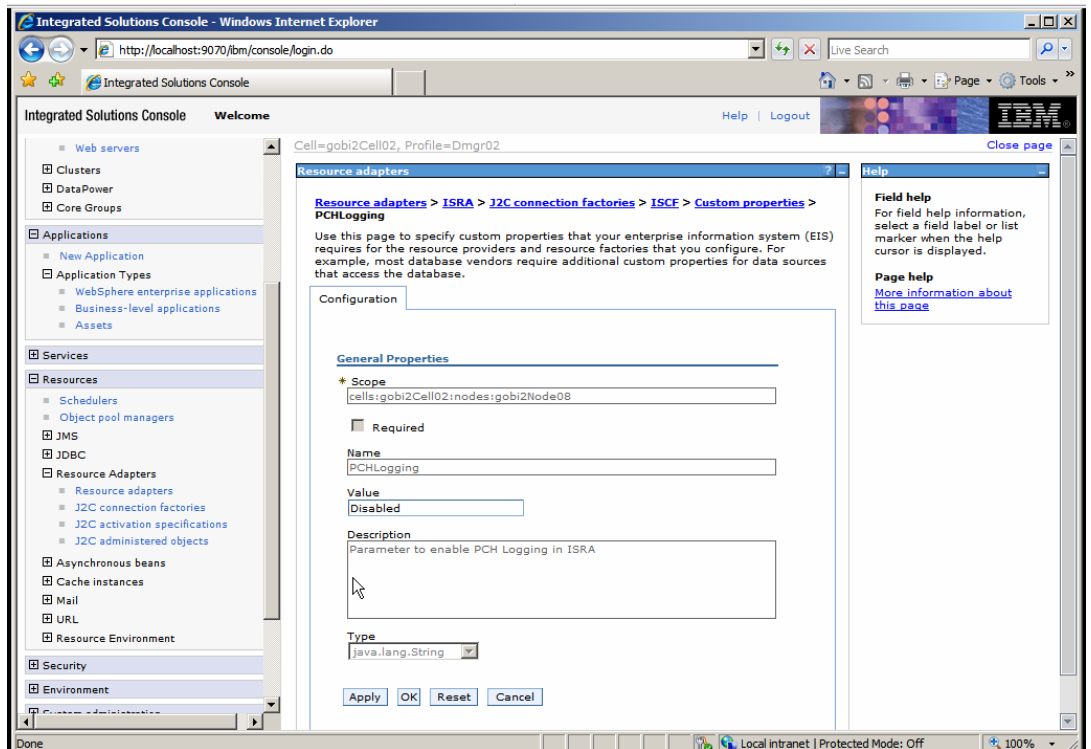 Integrated Solutions Console - Windows Internet Explorer
http://localhost:9070/ibm/console/login.do
Live Search
Integrated Solutions Console
Page
Tools
Integrated Solutions Console Welcome
Help | Logout
IBM
Web servers
Clusters
DataPower
Core Groups
Applications
New Application
Application Types
WebSphere enterprise applications
Business-level applications
Assets
Services
Resources
Schedulers
Object pool managers
JMS
JDBC
Resource Adapters
Resource adapters
J2C connection factories
J2C activation specifications
J2C administered objects
Asynchronous beans
Cache instances
Mail
URL
Resource Environment
Security
Environment
Custom administration
Cell=gobi2Cell02, Profile=Dmgr02
Close page
Resource adapters
Resource adapters > ISRA > J2C connection factories > ISCF > Custom properties >
PCHLogging
Use this page to specify custom properties that your enterprise information system (EIS)
requires for the resource providers and resource factories that you configure. For
example, most database vendors require additional custom properties for data sources
that access the database.
Configuration
General Properties
* Scope
cells:gobi2Cell02:nodes:gobi2Node08
Required
Name
PCHLogging
Value
Disabled
Description
Parameter to enable PCH Logging in ISRA
Type
java.lang.String
Apply OK Reset Cancel
Help
Field help
For field help information,
select a field label or list
marker when the help
cursor is displayed.
Page help
More information about
this page
Done
Local intranet | Protected Mode: Off
100%